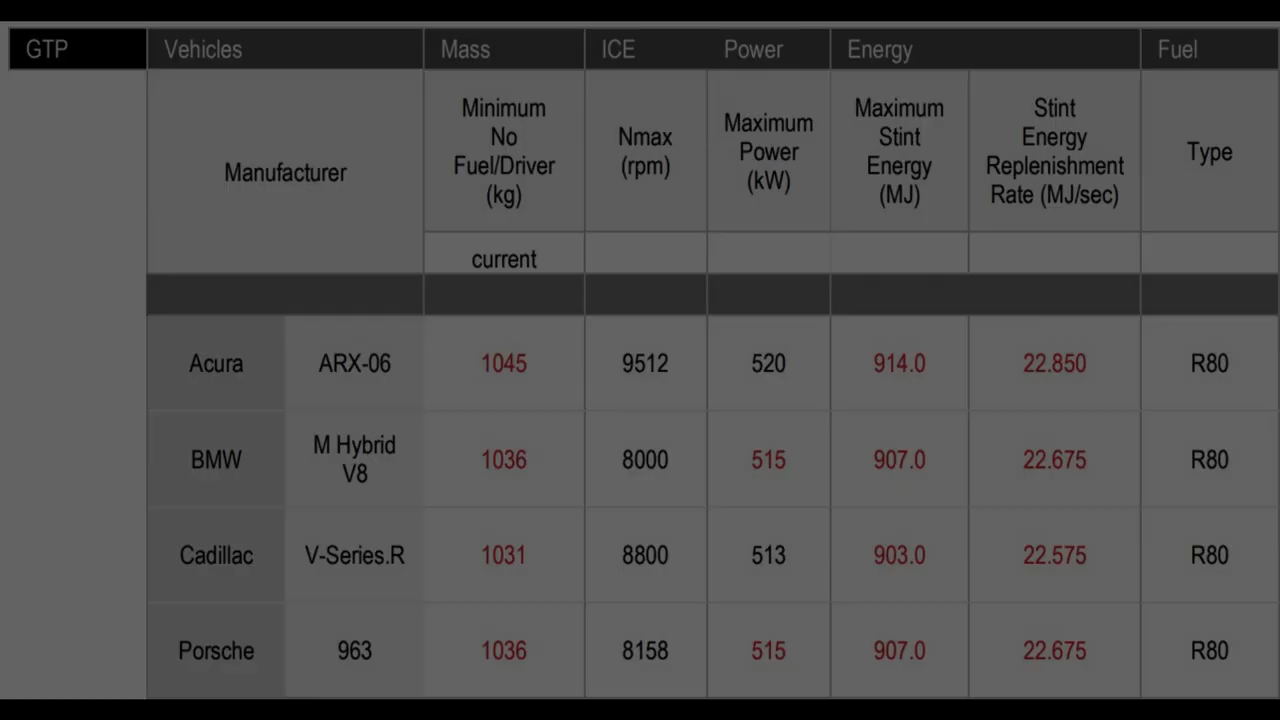 GTP Vehicles Mass ICE Power Energy Fuel
Manufacturer
Minimum
No
Fuel/Driver
(kg)
Nmax
(rpm)
Maximum
Power
(kW)
Maximum
Stint
Energy
(MJ)
Stint
Energy
Replenishment
Rate (MJ/sec)
Type
current
Acura ARX-06 1045 9512 520 914.0 22.850 R80
BMW M Hybrid
V8 1036 8000 515 907.0 22.675 R80
Cadillac V-Series.R 1031 8800 513 903.0 22.575 R80
Porsche 963 1036 8158 515 907.0 22.675 R80